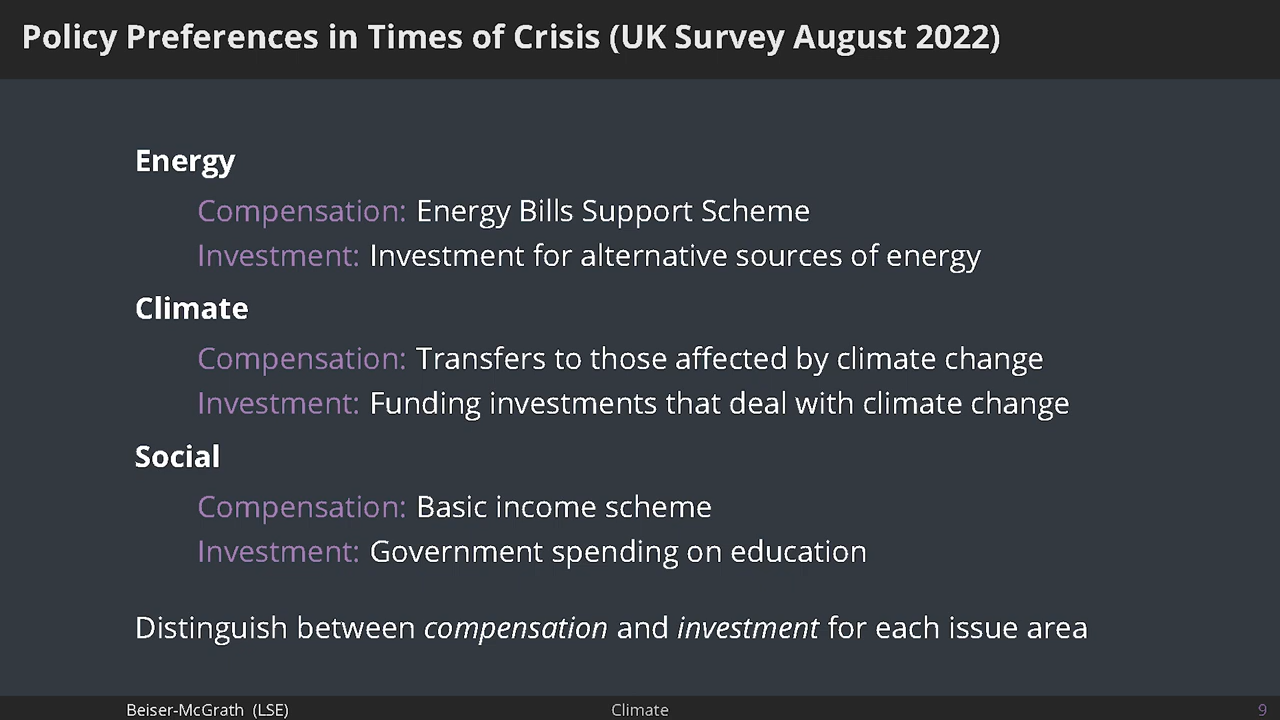 Policy Preferences in Times of Crisis (UK Survey August 2022)
Energy
Compensation: Energy Bills Support Scheme
Investment: Investment for alternative sources of energy
Climate
Compensation: Transfers to those affected by climate change
Investment: Funding investments that deal with climate change
Social
Compensation: Basic income scheme
Investment: Government spending on education
Distinguish between compensation and investment for each issue area
Beiser-McGrath (LSE) Climate 9